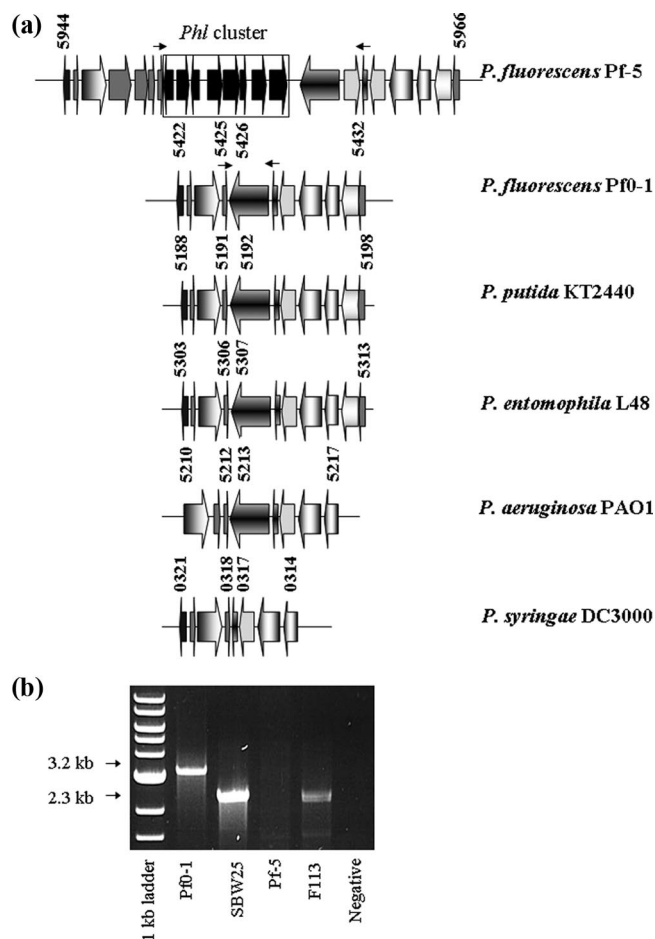 (a)
Phl cluster
5944
5966
P. fluorescens Pf-5
5422
5425
5426
5432
P. fluorescens Pf0-1
5188
5191
5192
5198
P. putida KT2440
5303
5306
5307
5313
P. entomophila L48
5210
5212
5213
5217
P. aeruginosa PAO1
0321
0318
0317
0314
P. syringae DC3000
(b)
3.2 kb
2.3 kb
1 kb ladder
Pf0-1
SBW25
Pf-5
F113
Negative